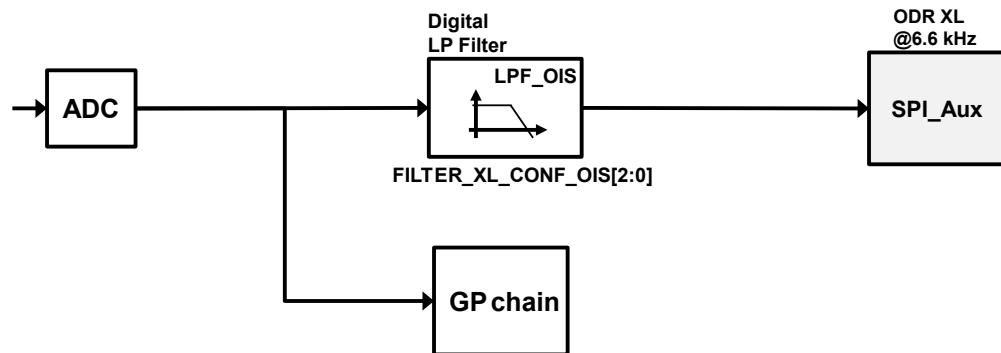 Digital
LP Filter
ODR XL
@6.6 kHz
ADC
LPF_OIS
SPI_Aux
FILTER_XL_CONF_OIS[2:0]
GP chain